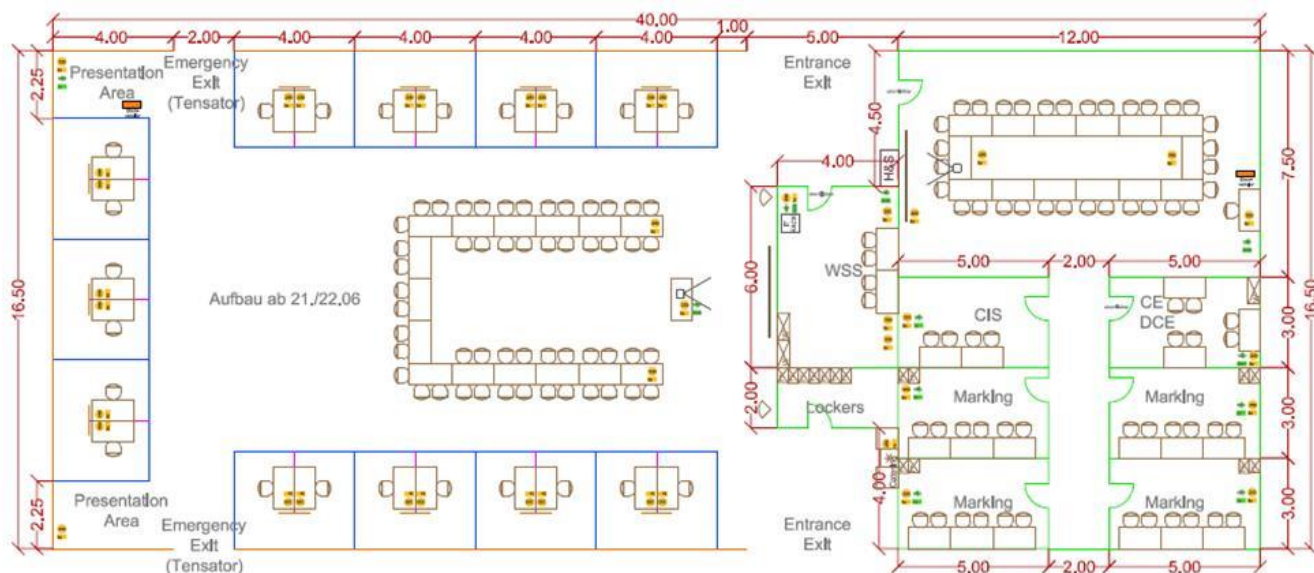 40.00
4.00
2.00
4.00
4.00
4.00
4.00
1.00
5.00
12.00
2.25
Presentation
Area
Emergency
Exit
(Tensator)
Entrance
Exit
4.50
4.00
H&S
7.50
16.50
6.00
WSS
5.00
2.00
5.00
Aufbau ab 21./22.06
CIS
CE
DCE
3.00
16.50
2.00
Lockers
Marking
Marking
3.00
4.00
2.25
Presentation
Area
Emergency
Exit
(Tensator)
Entrance
Exit
Marking
Marking
3.00
5.00
2.00
5.00